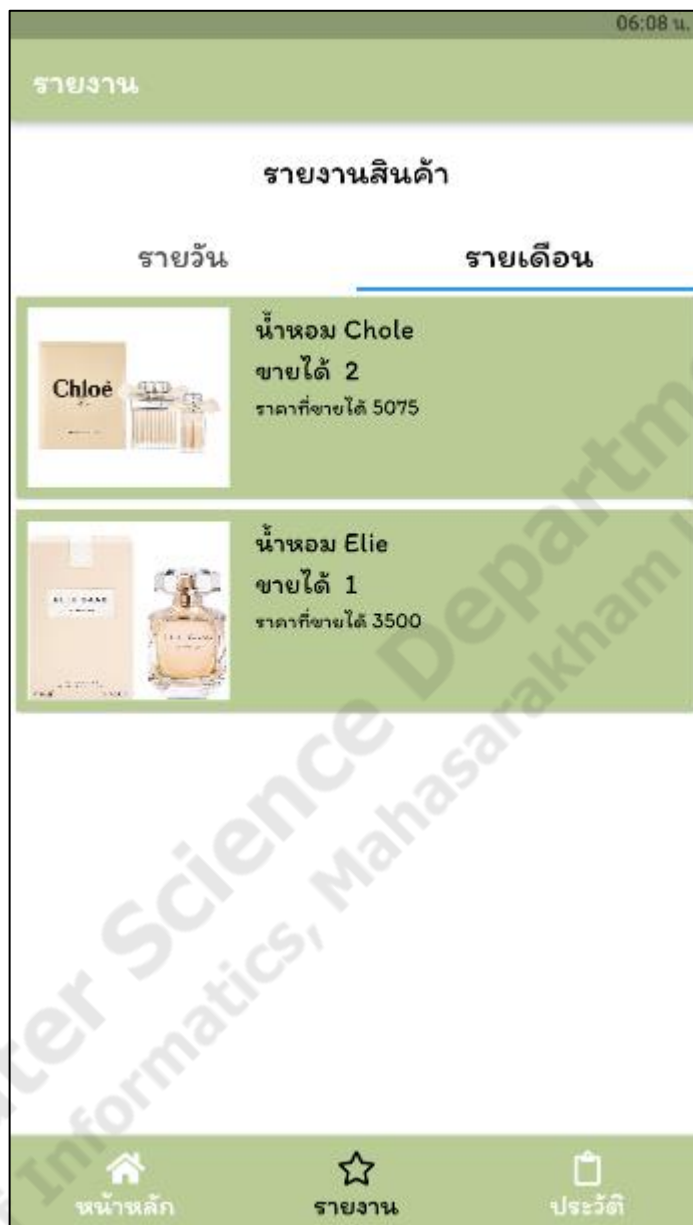 06:08 น.
รายงาน
รายงานสินค้า
รายวัน
รายเดือน
Chloé
น้ำหอม Chole
ขายได้ 2
ราคาที่ขายได้ 5075
น้ำหอม Elie
ขายได้ 1
ราคาที่ขายได้ 3500
ter Science Departme
Informatics, Mahasarakham U
หน้าหลัก
รายงาน
ประวัติ